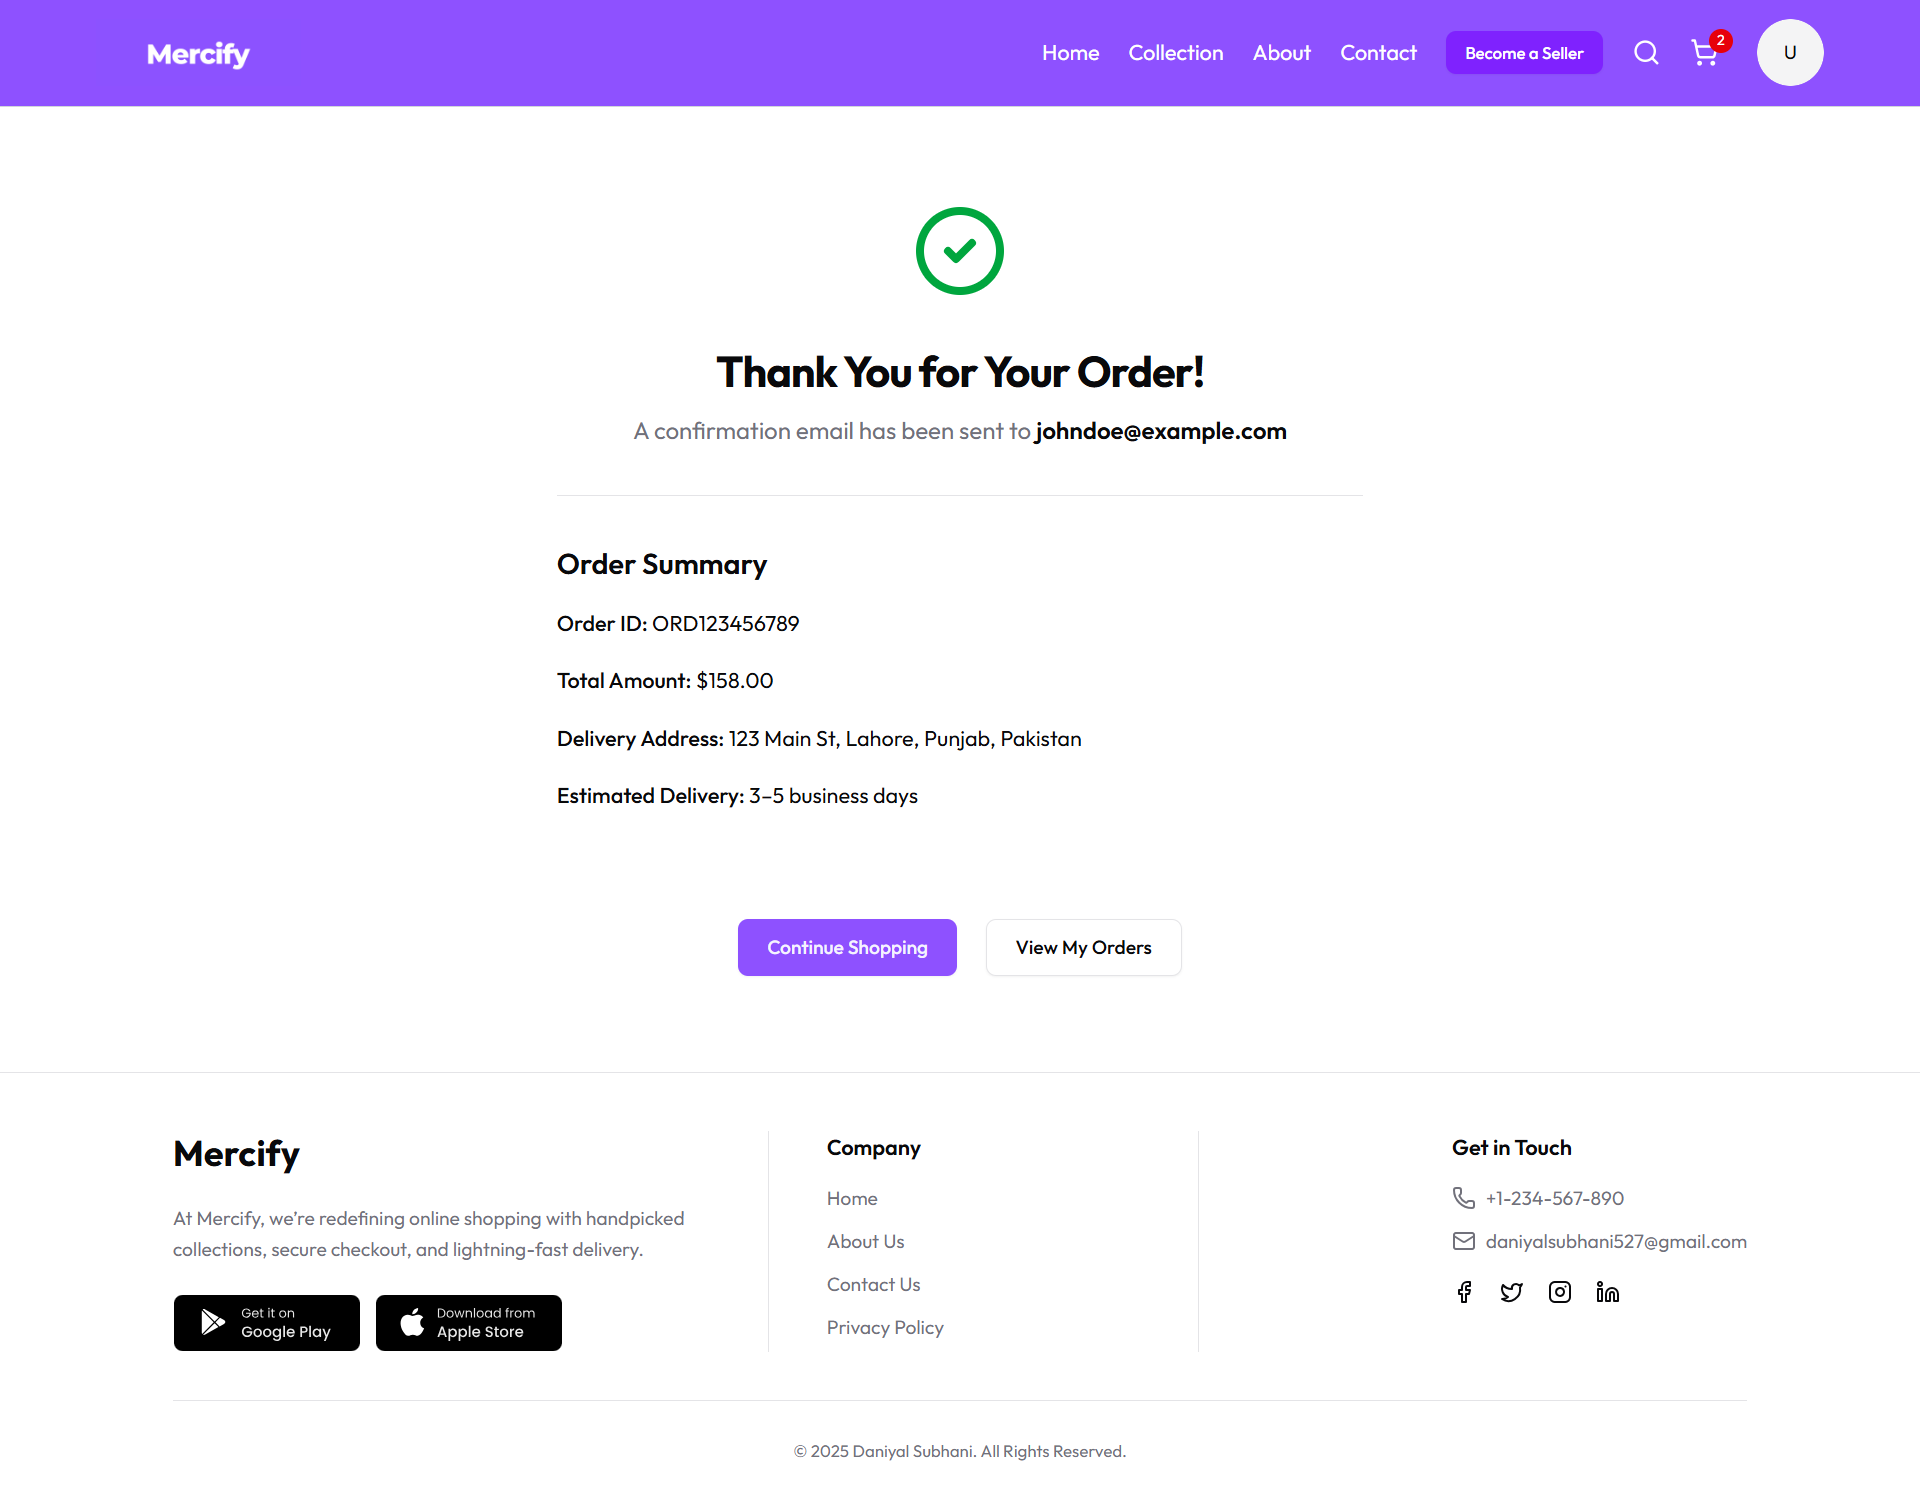 Mercify
Home
Collection
About
Contact
Become a Seller
2
U
Thank You for Your Order!
A confirmation email has been sent to johndoe@example.com
Order Summary
Order ID: ORD123456789
Total Amount: $158.00
Delivery Address: 123 Main St, Lahore, Punjab, Pakistan
Estimated Delivery: 3–5 business days
Continue Shopping
View My Orders
Mercify
At Mercify, we’re redefining online shopping with handpicked
collections, secure checkout, and lightning-fast delivery.
Get it on
Google Play
Download from
Apple Store
Company
Home
About Us
Contact Us
Privacy Policy
Get in Touch
+1-234-567-890
daniyalsubhani527@gmail.com
© 2025 Daniyal Subhani. All Rights Reserved.